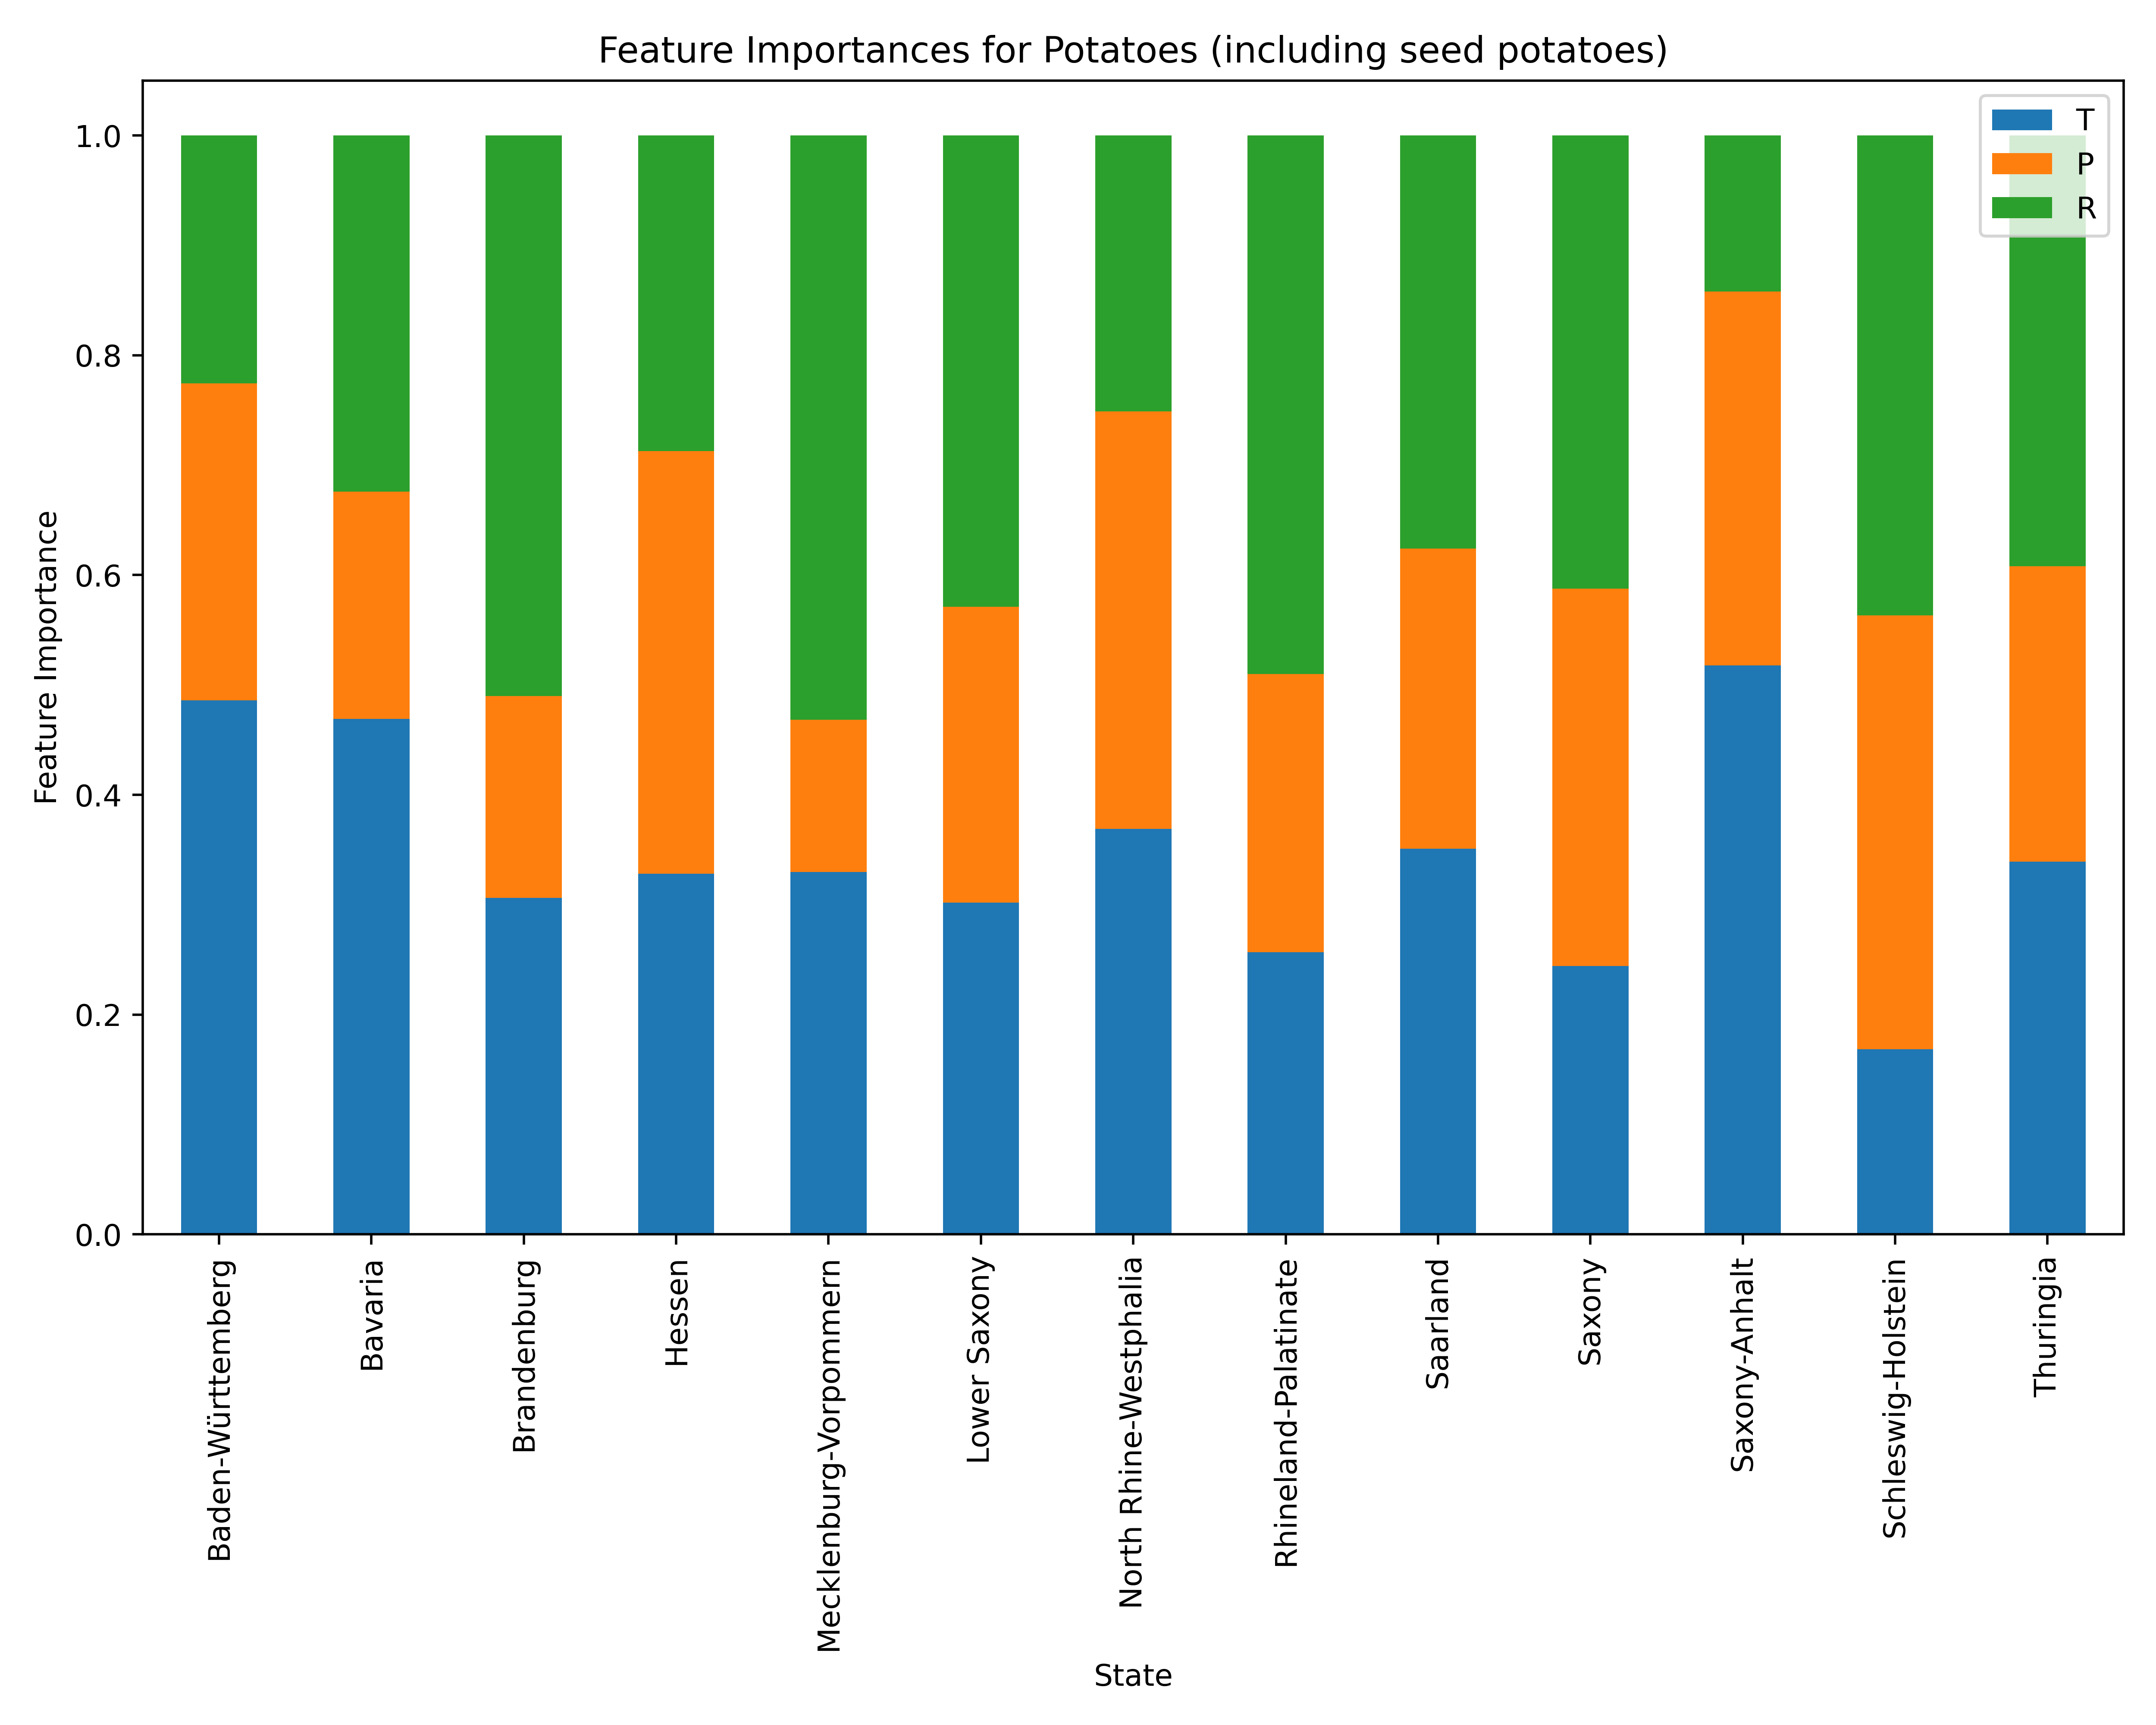 Feature Importances for Potatoes (including seed potatoes)
T
P
R
1.0
0.8
0.6
0.4
0.2
0.0
Feature Importance
Baden-Württemberg
Bavaria
Brandenburg
Hessen
Mecklenburg-Vorpommern
Lower Saxony
North Rhine-Westphalia
Rhineland-Palatinate
Saarland
Saxony
Saxony-Anhalt
Schleswig-Holstein
Thuringia
State